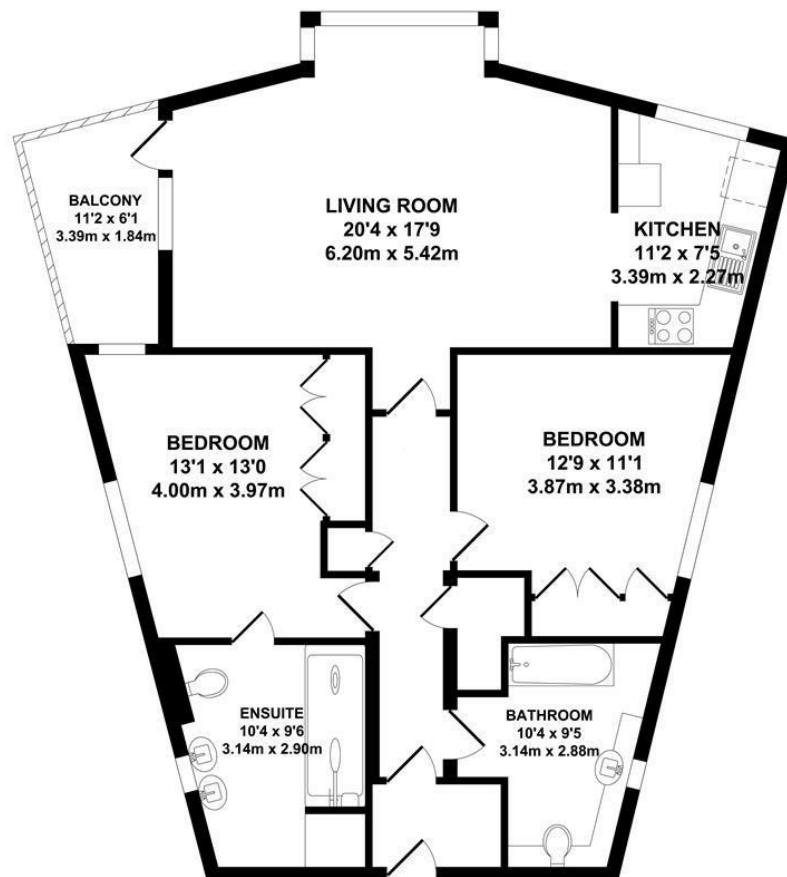 BALCONY
11'2 x 6'1
3.39m x 1.84m
LIVING ROOM
20'4 x 17'9
6.20m x 5.42m
KITCHEN
11'2 x 7'5
3.39m x 2.27m
BEDROOM
13'1 x 13'0
4.00m x 3.97m
BEDROOM
12'9 x 11'1
3.87m x 3.38m
ENSUITE
10'4 x 9'6
3.14m x 2.90m
BATHROOM
10'4 x 9'5
3.14m x 2.88m